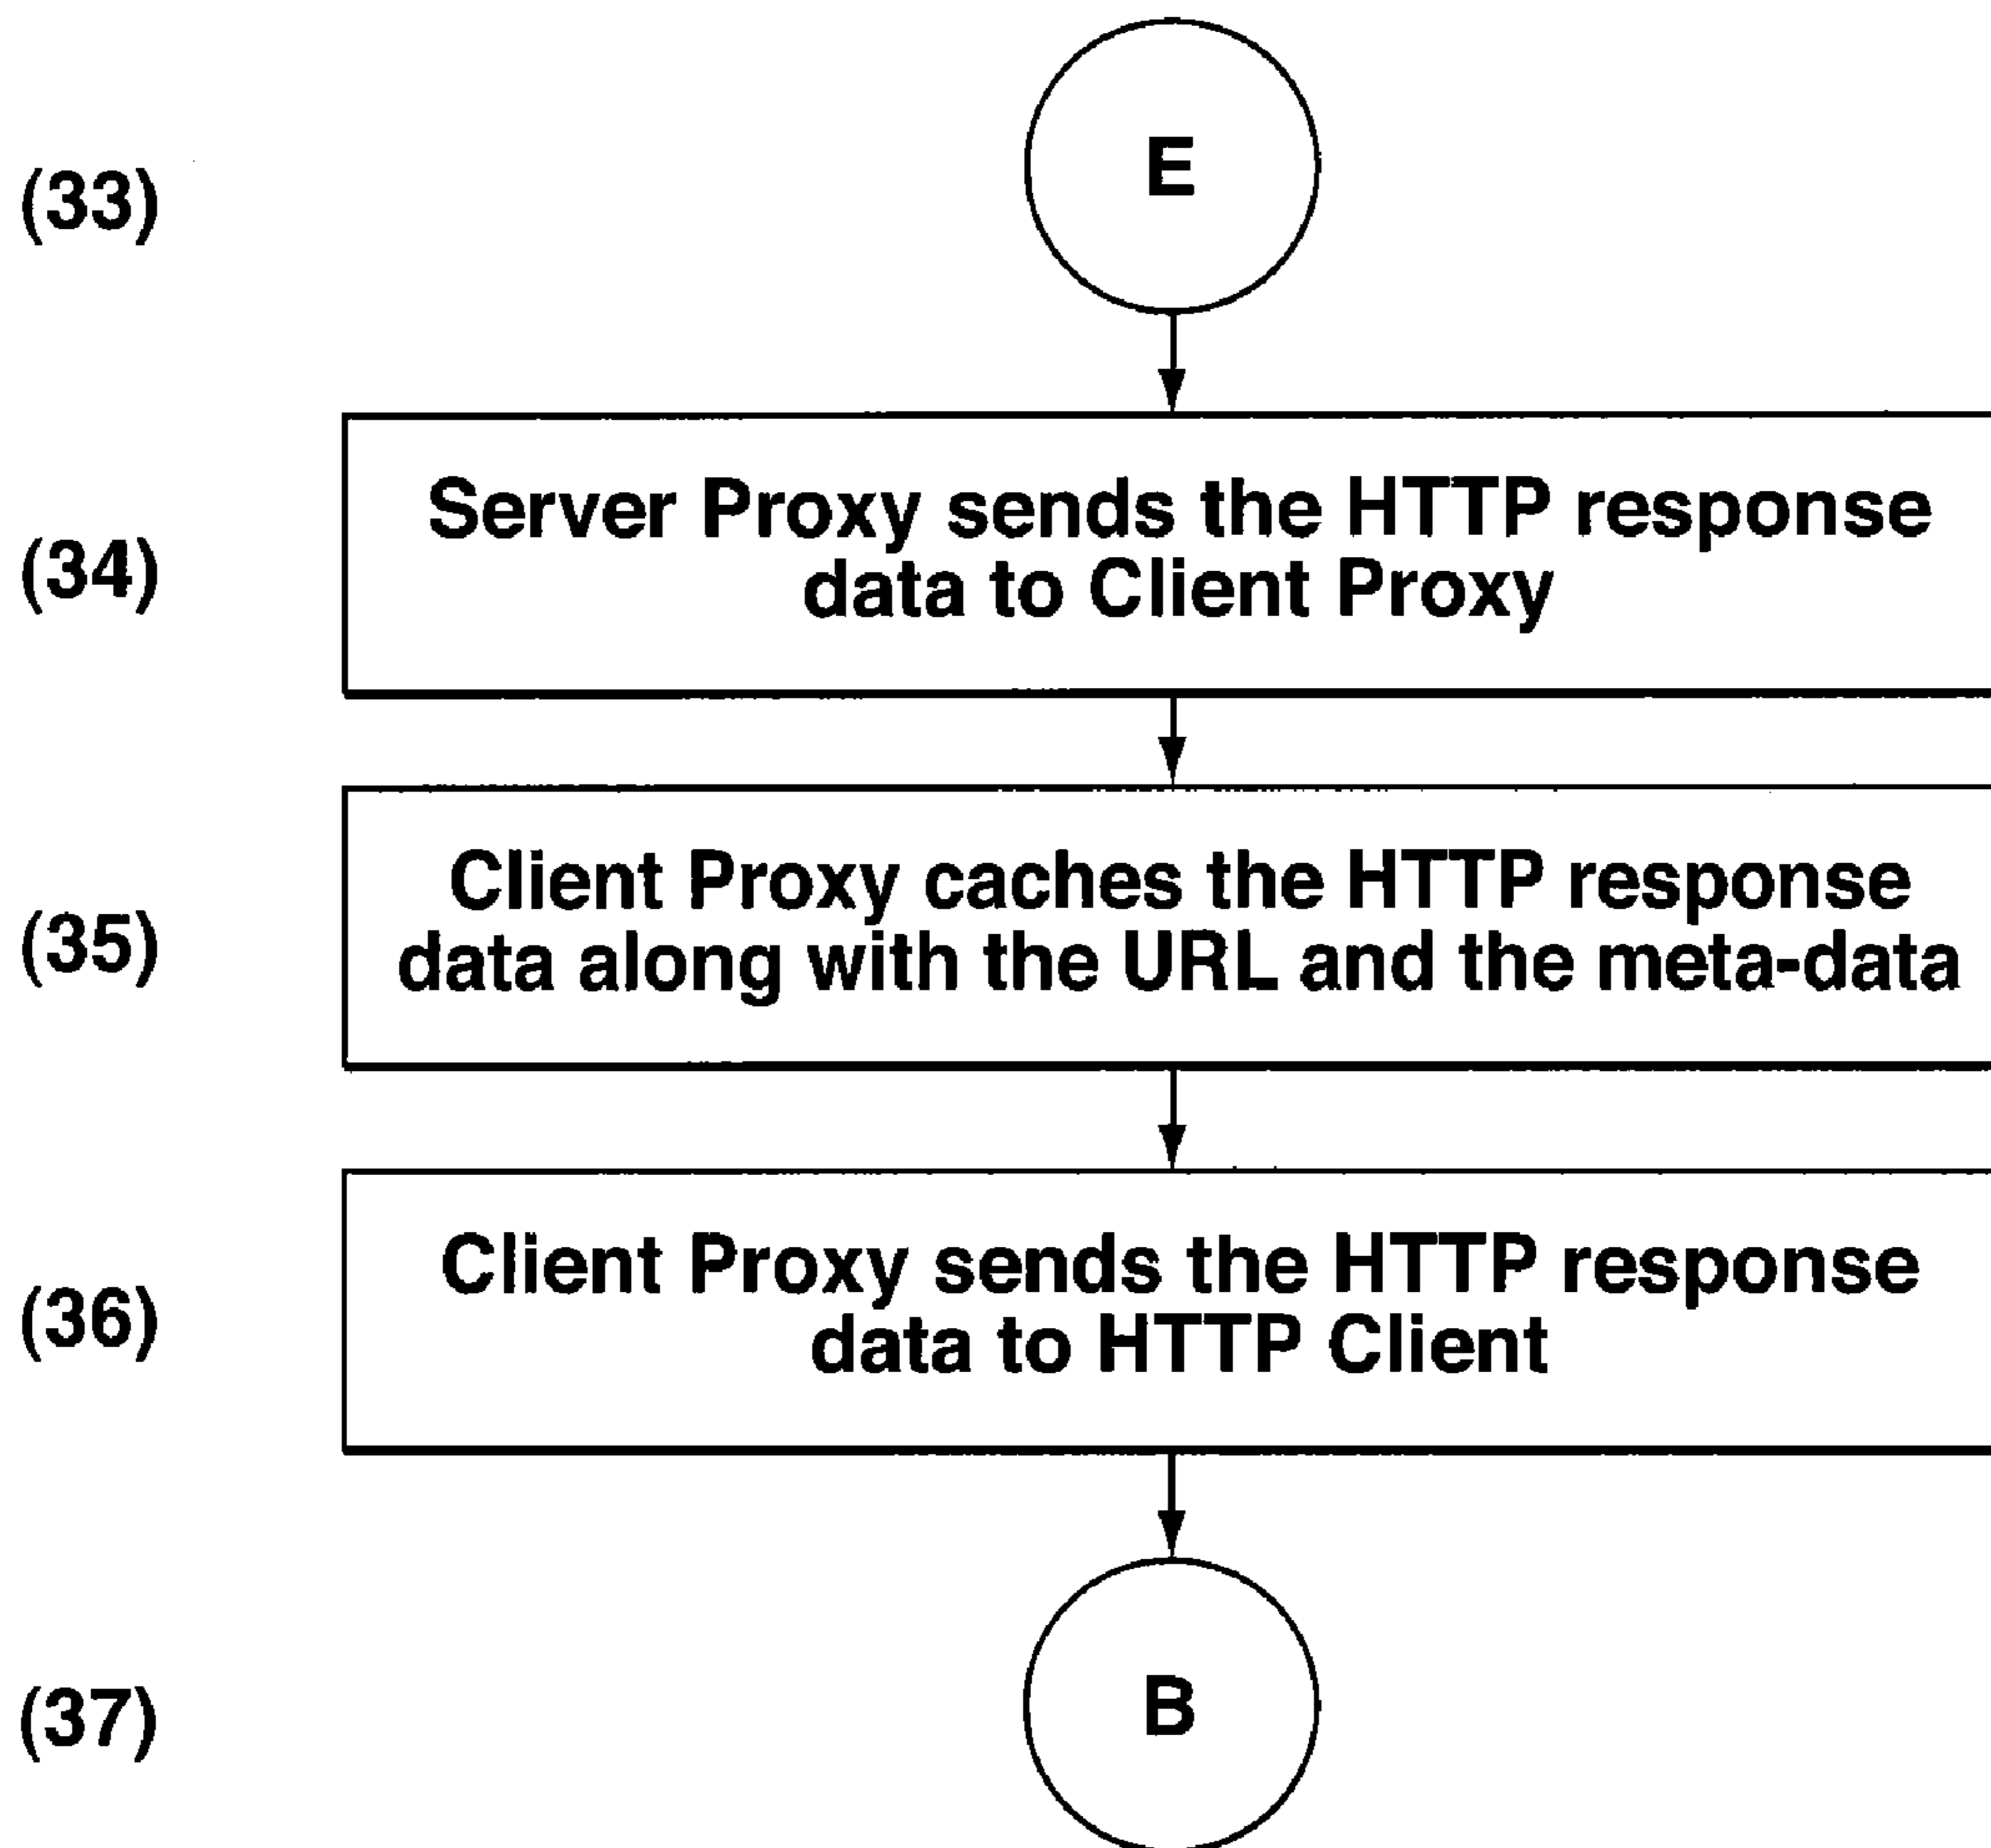 (33)
E
(34)
Server Proxy sends the HTTP response
data to Client Proxy
(35)
Client Proxy caches the HTTP response
data along with the URL and the meta-data
(36)
Client Proxy sends the HTTP response
data to HTTP Client
(37)
B